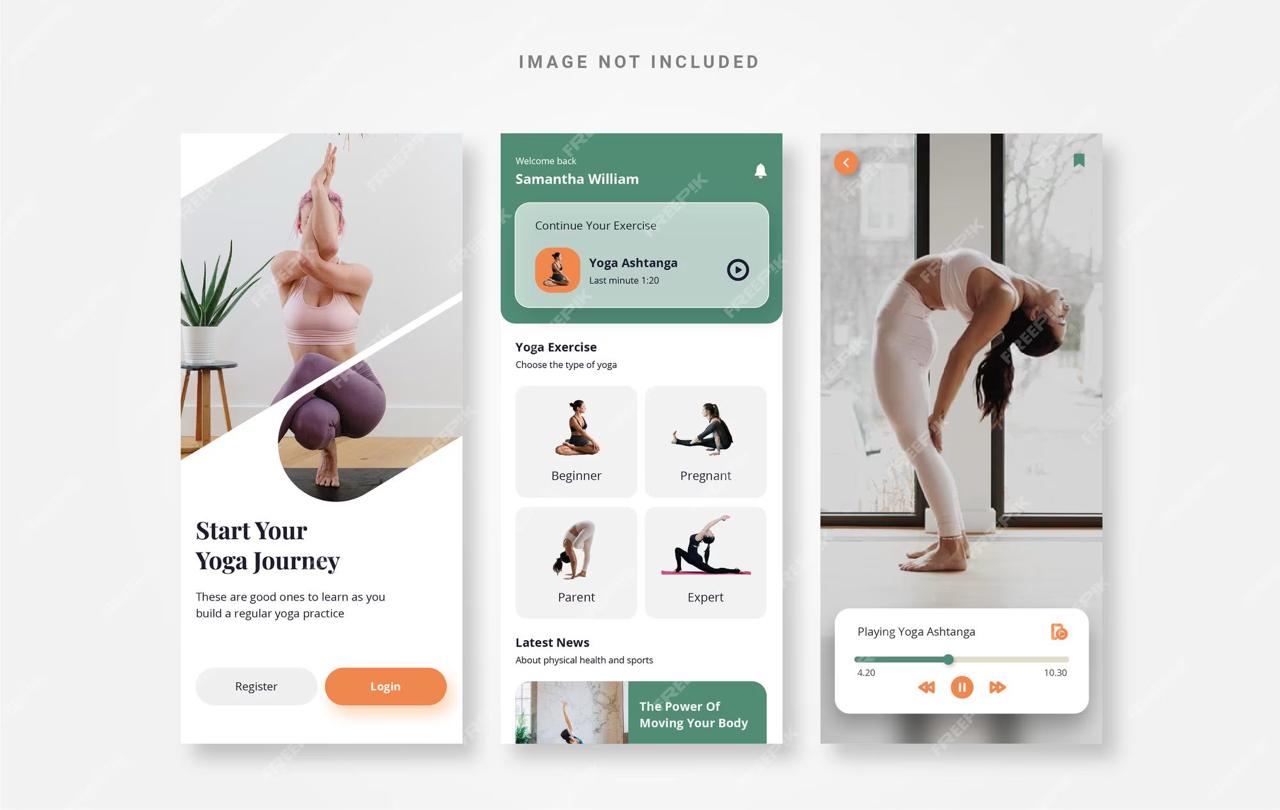 IMAGE NOT INCLUDED
Start Your
Yoga Journey
These are good ones to learn as you
build a regular yoga practice
Register
Login
Welcome back
Samantha William
Continue Your Exercise
Yoga Ashtanga
Last minute 1:20
Yoga Exercise
Choose the type of yoga
Beginner
Pregnant
Parent
Expert
Latest News
About physical health and sports
The Power Of
Moving Your Body
Playing Yoga Ashtanga
4.20
10.30
FREEPIK